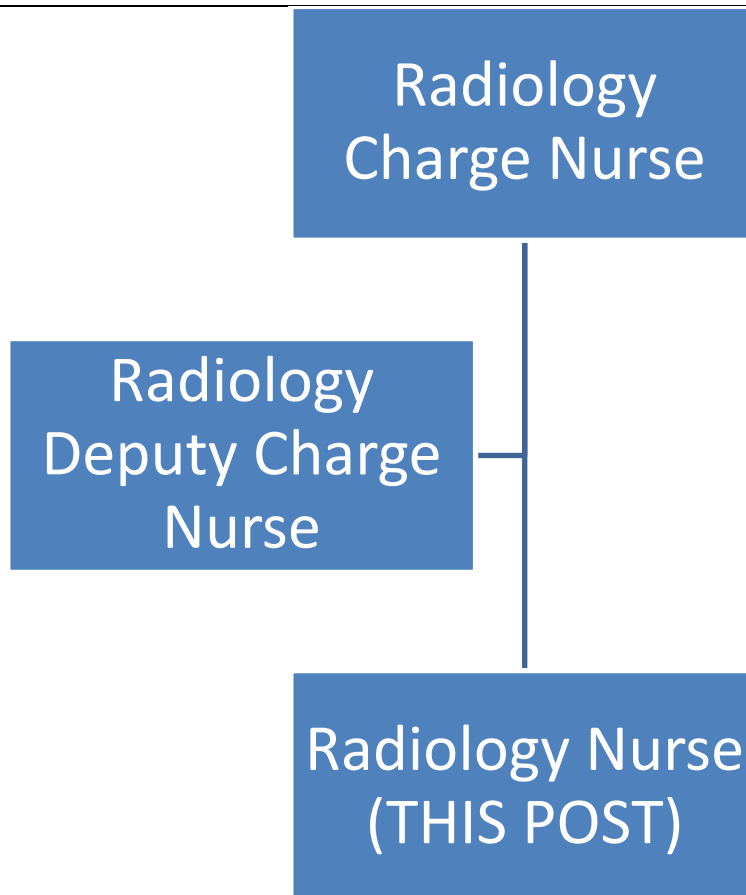 Radiology
Charge Nurse
Radiology
Deputy Charge
Nurse
Radiology Nurse
(THIS POST)